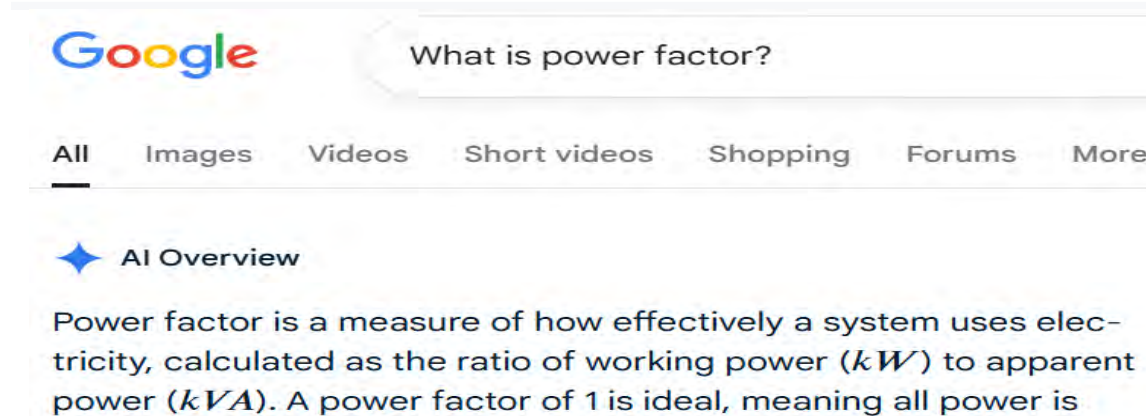 Google What is power factor?
All Images Videos Short videos Shopping Forums More
AI Overview
Power factor is a measure of how effectively a system uses elec-
tricity, calculated as the ratio of working power (kW) to apparent
power (kVA). A power factor of 1 is ideal, meaning all power is